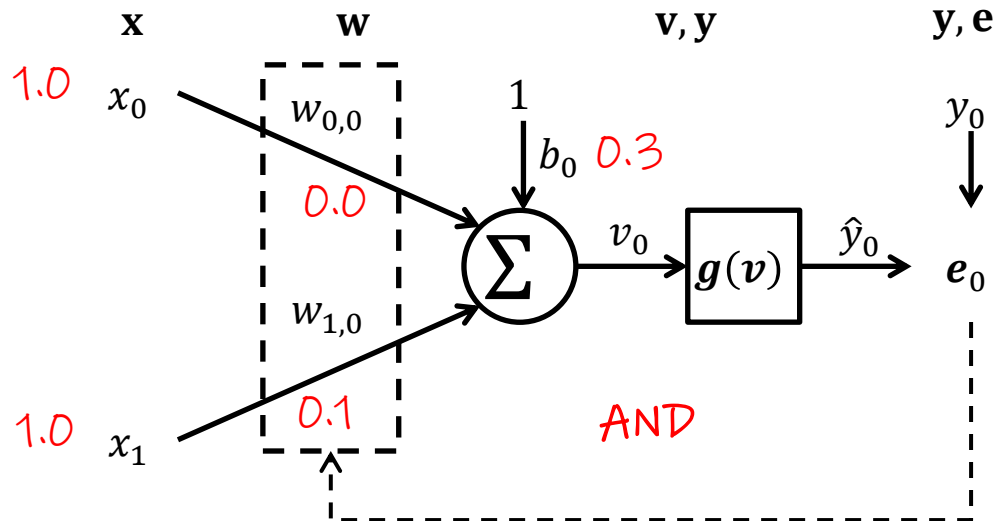 x w v, y y, e
1.0 x₀ w₀,₀ 1 y₀
0.0 b₀ 0.3
Σ v₀ g(v) ŷ₀ e₀
w₁,₀
1.0 x₁ 0.1 AND